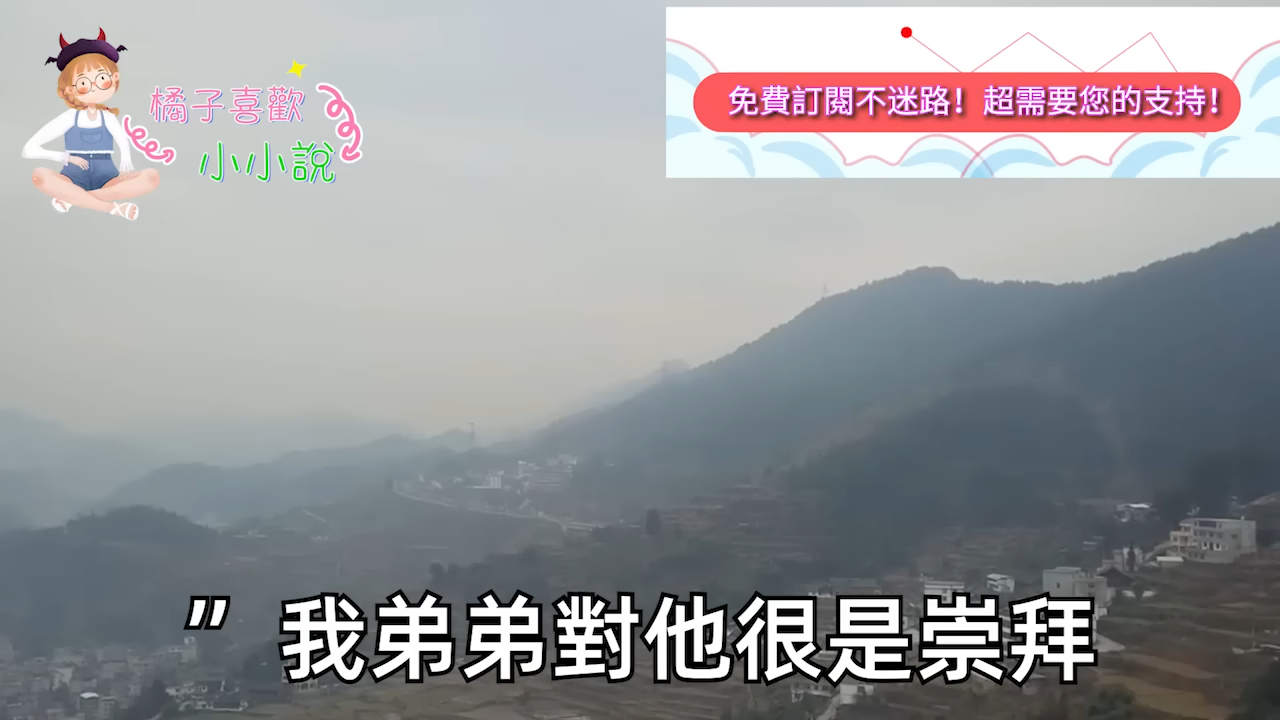 橘子喜歡
小小說
免費訂閱不迷路！超需要您的支持！
”我弟弟對他很是崇拜